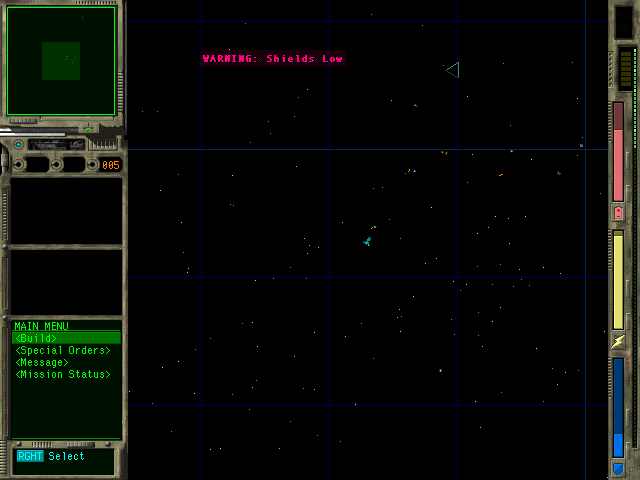 WARNING: Shields Low
005
MAIN MENU
<Build>
<Special Orders>
<Message>
<Mission Status>
RGHT Select